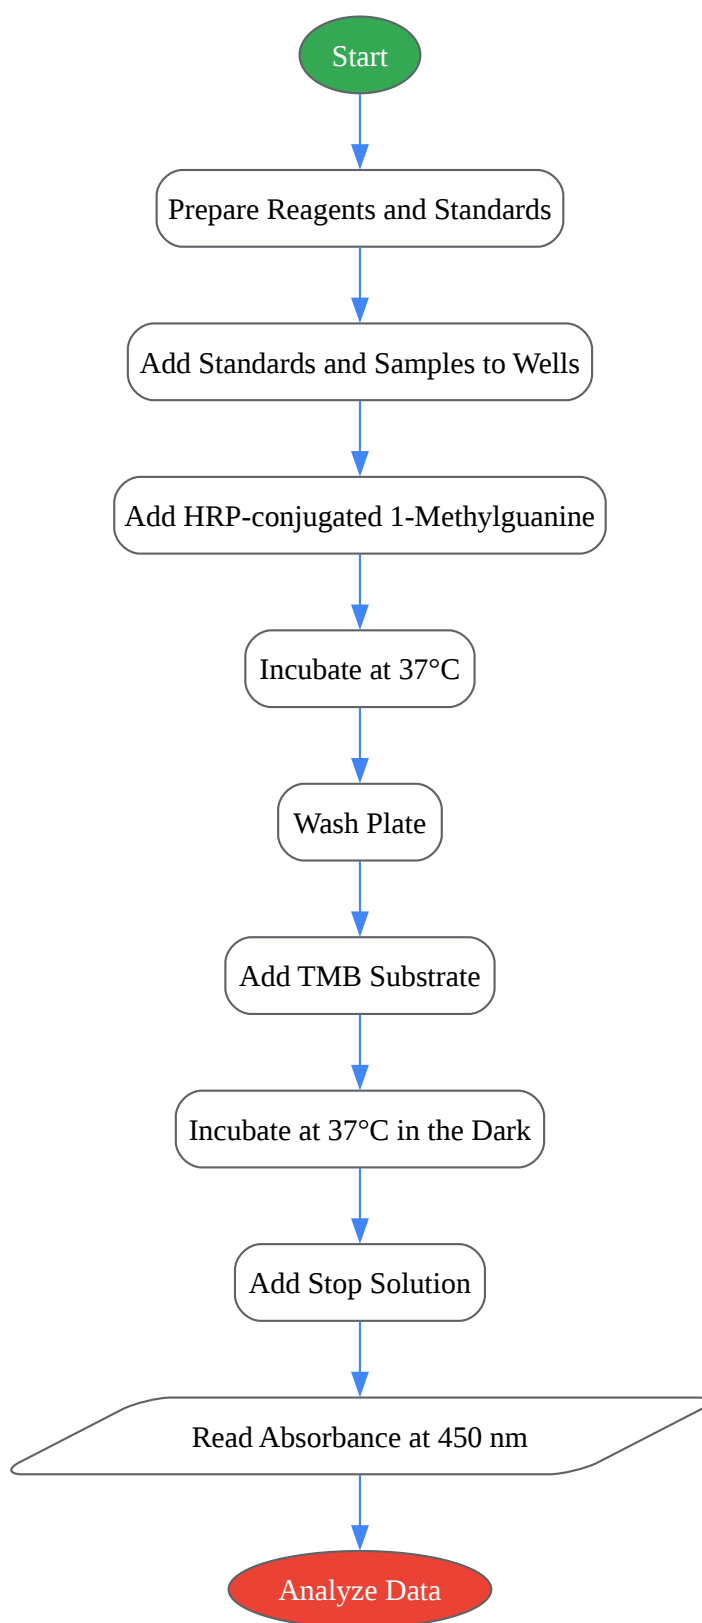 Start
Prepare Reagents and Standards
Add Standards and Samples to Wells
Add HRP-conjugated 1-Methylguanine
Incubate at 37°C
Wash Plate
Add TMB Substrate
Incubate at 37°C in the Dark
Add Stop Solution
Read Absorbance at 450 nm
Analyze Data